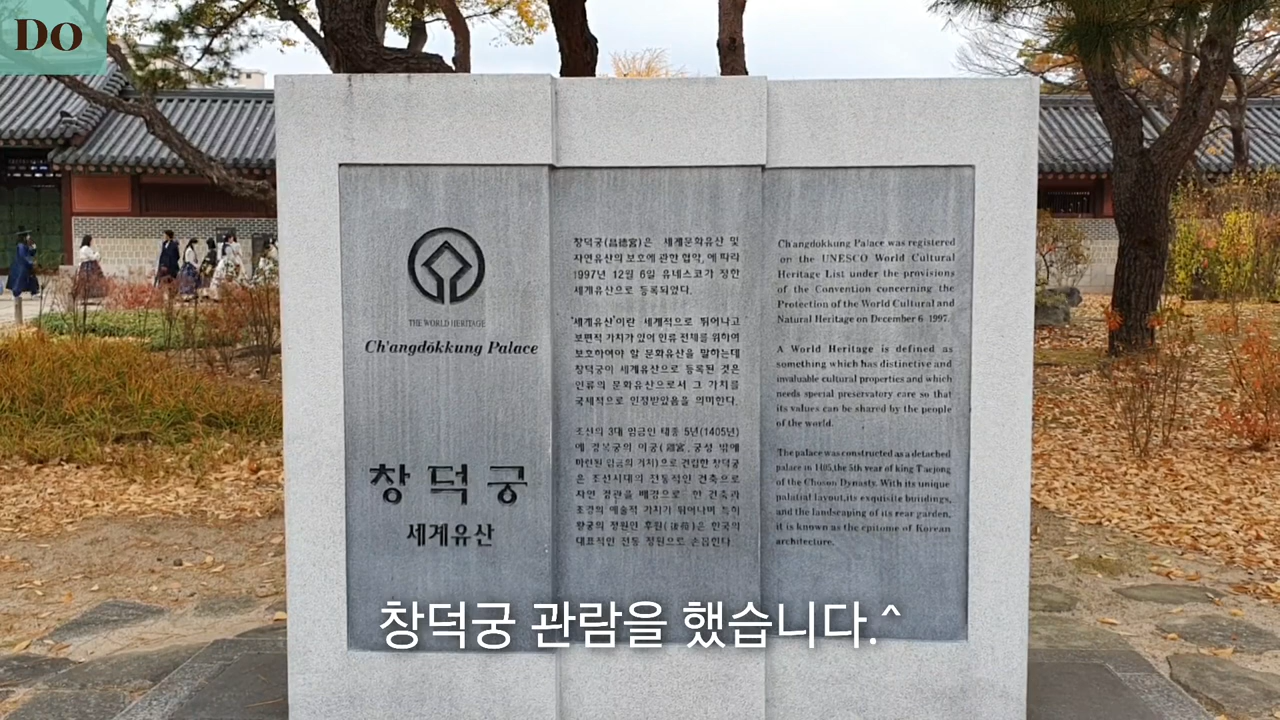 DO
THE WORLD HERITAGE
Ch'angdŏkkung Palace
창덕궁
세계유산
창덕궁(昌德宮)은 세계문화유산 및
자연유산의 보호에 관한 협약, 에 따라
1997년 12월 6일 유네스코가 정한
세계유산으로 등록되었다.
'세계유산'이란 세계적으로 뛰어나고
보편적 가치가 있어 인류 전체를 위하여
보호하여야 할 문화유산을 말하는데
창덕궁이 세계유산으로 등록된 것은
인류의 문화유산으로서 그 가치를
국제적으로 인정받았음을 의미한다.
조선의 3대 임금인 태종 5년(1405년)
에 경복궁의 이궁(離宮, 궁성 밖에
마련된 임금의 거처)으로 건립한 창덕궁
은 조선시대의 전통적인 건축으로
자연 경관을 배경으로 한 건축과
조경의 예술적 가치가 뛰어나며 특히
왕궁의 정원인 후원(後苑)은 한국의
대표적인 전통 정원으로 손꼽힌다
Ch'angdokkung Palace was registered
on the UNESCO World Cultural
Heritage List under the provisions
of the Convention concerning the
Protection of the World Cultural and
Natural Heritage on December 6 1997.
A World Heritage is defined as
something which has distinctive and
invaluable cultural properties and which
needs special preservatory care so that
its values can be shared by the people
of the world.
The palace was constructed as a detached
palace in 1405,the 5th year of king T'aejong
of the Choson Dynasty. With its unique
palatial layout,its exquisite buildings,
and the landscaping of its rear garden,
it is known as the epitome of Korean
architecture.
창덕궁 관람을 했습니다.^